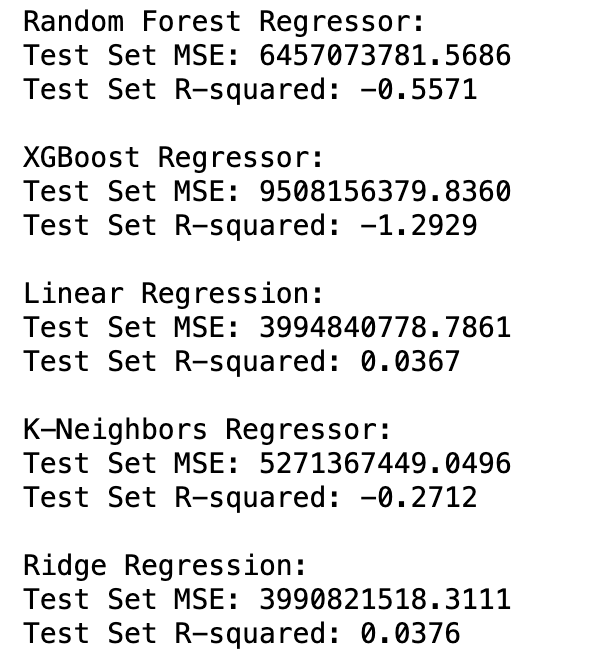 Random Forest Regressor:
Test Set MSE: 6457073781.5686
Test Set R-squared: -0.5571
XGBoost Regressor:
Test Set MSE: 9508156379.8360
Test Set R-squared: -1.2929
Linear Regression:
Test Set MSE: 3994840778.7861
Test Set R-squared: 0.0367
K-Neighbors Regressor:
Test Set MSE: 5271367449.0496
Test Set R-squared: -0.2712
Ridge Regression:
Test Set MSE: 3990821518.3111
Test Set R-squared: 0.0376